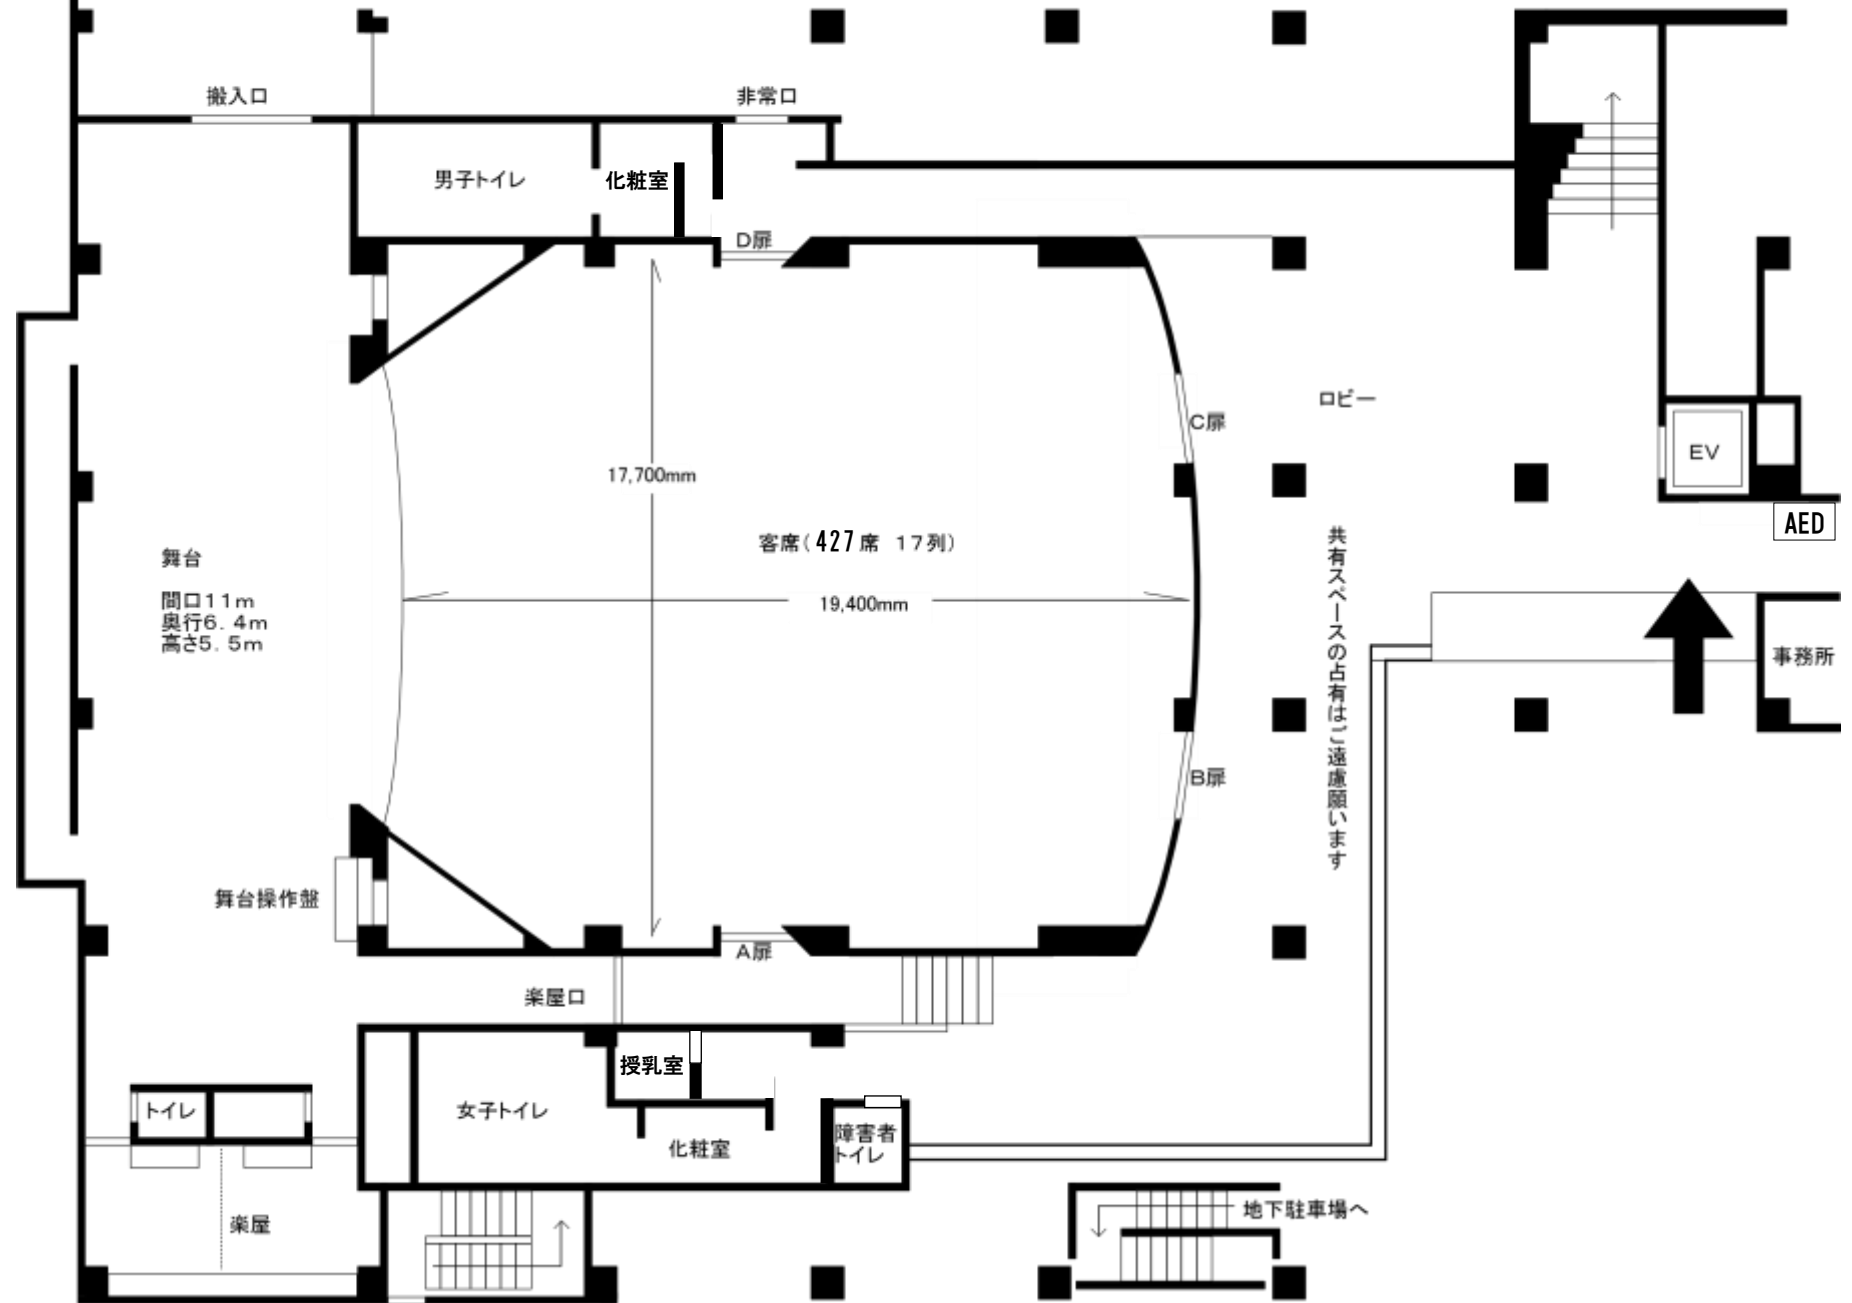 搬入口
非常口
男子トイレ
化粧室
D扉
C扉
ロビー
EV
AED
17,700mm
客席(427席 17列)
19,400mm
舞台
間口11m
奥行6.4m
高さ5.5m
共有スペースの占有はご遠慮願います
事務所
B扉
舞台操作盤
A扉
楽屋口
授乳室
トイレ
女子トイレ
化粧室
障害者
トイレ
楽屋
地下駐車場へ